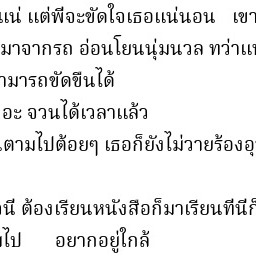 แน่ แต่พี่จะขัดใจเธอแน่นอน   เขา
มาจากรถ อ่อนโยนนุ่มนวล ทว่าแ
ามารถขัดขืนได้
อะ จวนได้เวลาแล้ว
ตามไปต้อยๆ เธอก็ยังไม่วายร้องอุ
นี ต้องเรียนหนังสือก็มาเรียนที่นี่ก็
ไป     อยากอยู่ใกล้